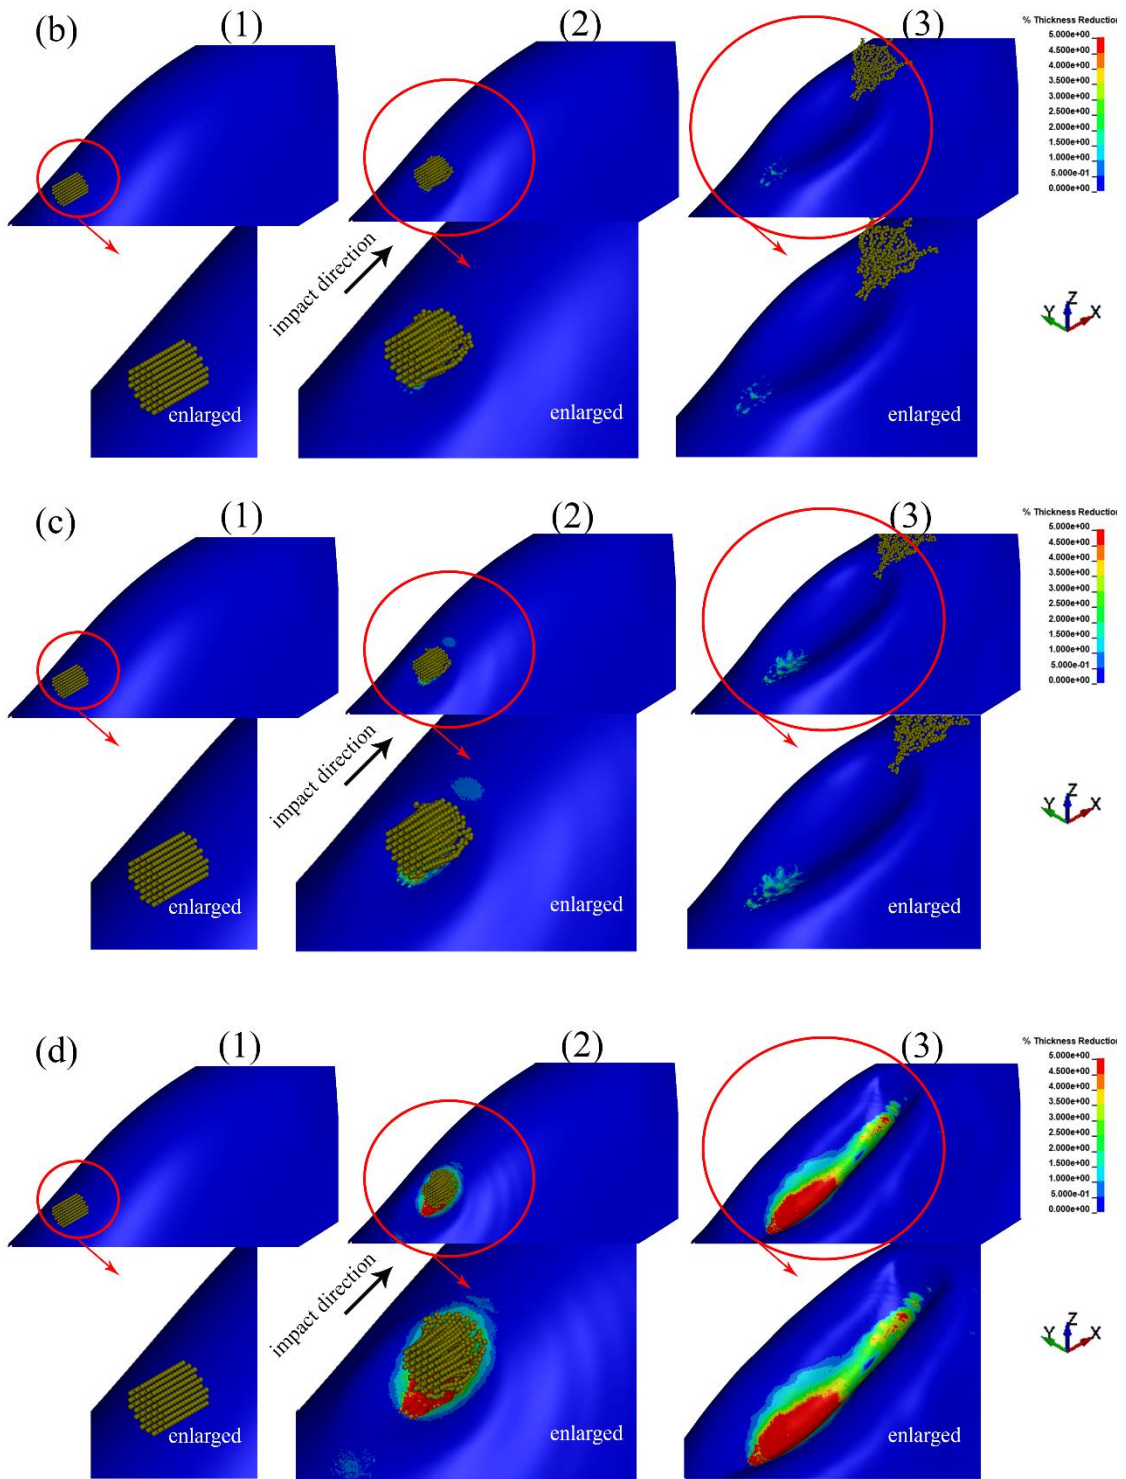 (b)
(1)
(2)
(3)
% Thickness Reduction
5.000e+00
4.500e+00
4.000e+00
3.500e+00
3.000e+00
2.500e+00
2.000e+00
1.500e+00
1.000e+00
5.000e-01
0.000e+00
impact direction
enlarged
enlarged
enlarged
Y Z X
(c)
(1)
(2)
(3)
% Thickness Reduction
5.000e+00
4.500e+00
4.000e+00
3.500e+00
3.000e+00
2.500e+00
2.000e+00
1.500e+00
1.000e+00
5.000e-01
0.000e+00
impact direction
enlarged
enlarged
enlarged
Y Z X
(d)
(1)
(2)
(3)
% Thickness Reduction
5.000e+00
4.500e+00
4.000e+00
3.500e+00
3.000e+00
2.500e+00
2.000e+00
1.500e+00
1.000e+00
5.000e-01
0.000e+00
impact direction
enlarged
enlarged
enlarged
Y Z X